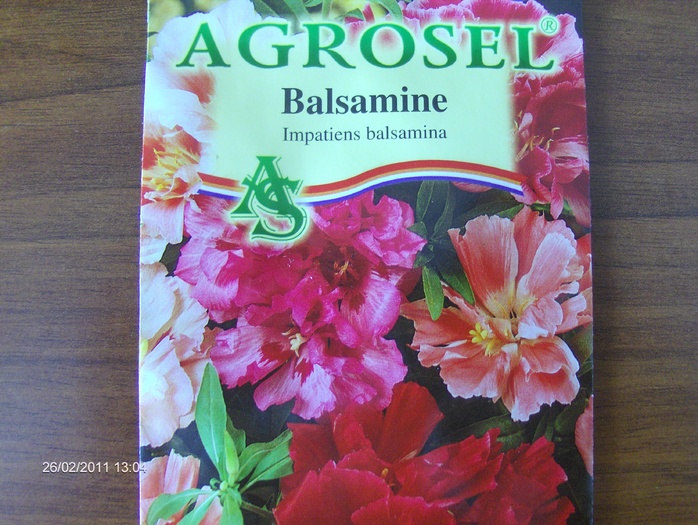 AGROSEL®
Balsamine
Impatiens balsamina
AS
26/02/2011 13:04